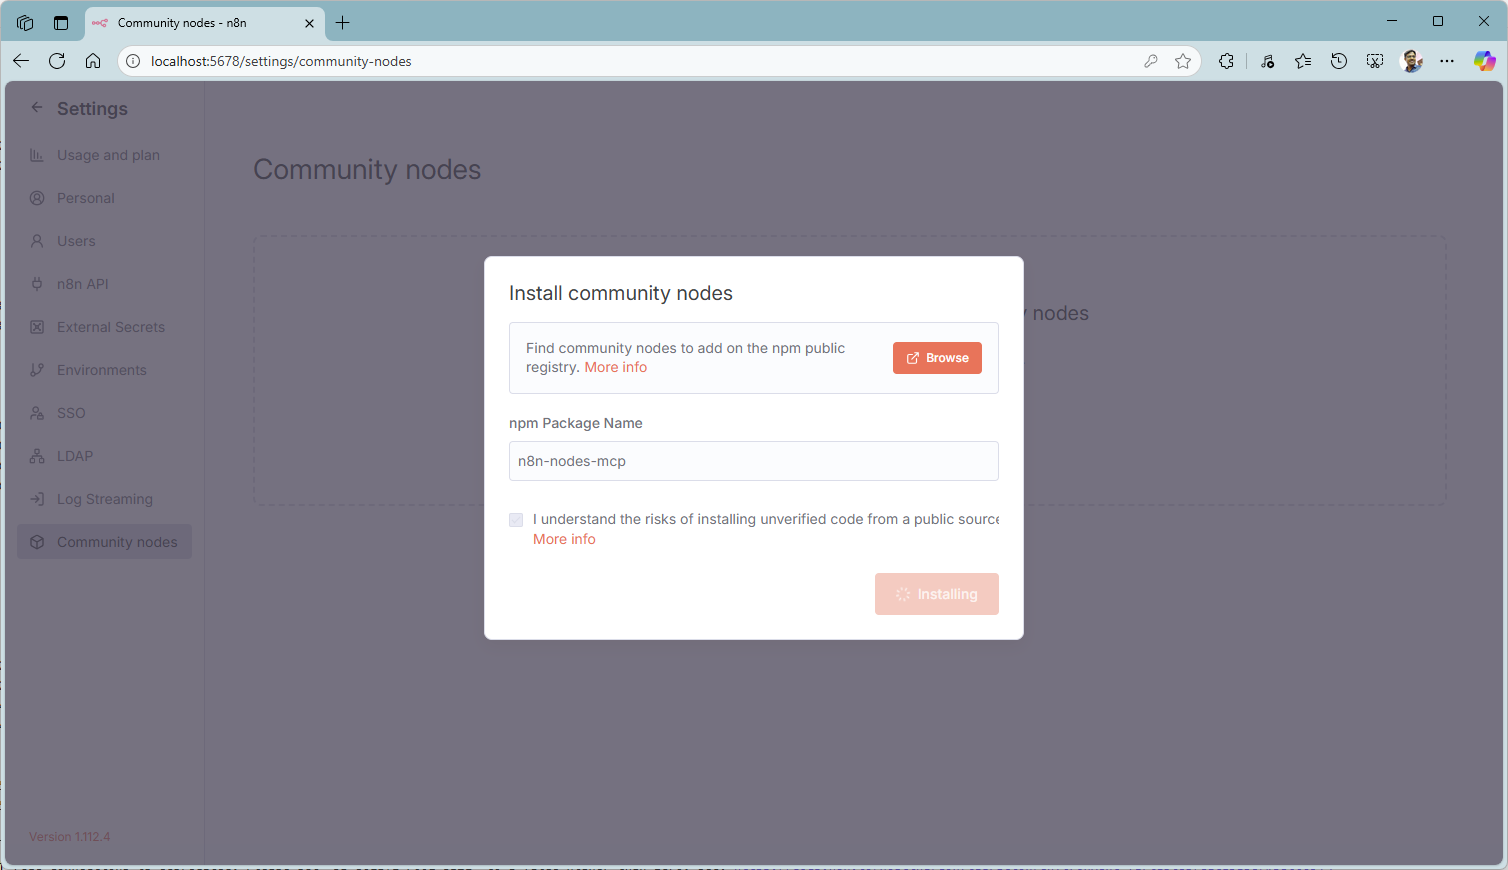 Community nodes - n8n
localhost:5678/settings/community-nodes
Settings
Usage and plan
Personal
Users
n8n API
External Secrets
Environments
SSO
LDAP
Log Streaming
Community nodes
Version 1.112.4
Community nodes
nodes
Install community nodes
Find community nodes to add on the npm public
registry. More info
Browse
npm Package Name
n8n-nodes-mcp
I understand the risks of installing unverified code from a public source
More info
Installing